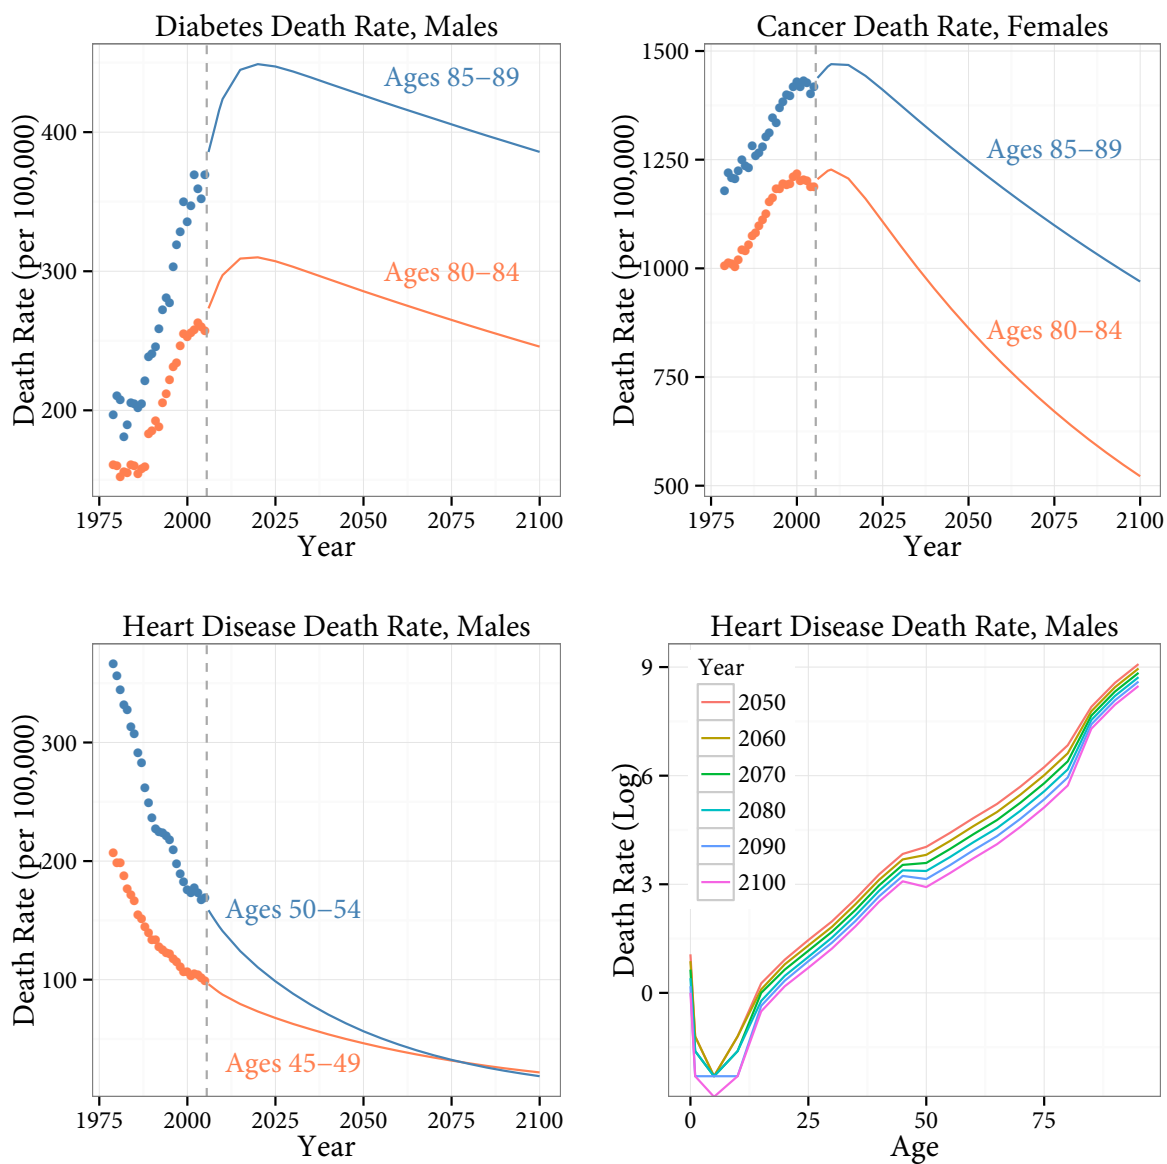 Diabetes Death Rate, Males
Death Rate (per 100,000)
400
300
200
Ages 85–89
Ages 80–84
1975 2000 2025 2050 2075 2100
Year
Cancer Death Rate, Females
Death Rate (per 100,000)
1500
1250
1000
750
500
Ages 85–89
Ages 80–84
1975 2000 2025 2050 2075 2100
Year
Heart Disease Death Rate, Males
Death Rate (per 100,000)
300
200
100
Ages 50–54
Ages 45–49
1975 2000 2025 2050 2075 2100
Year
Heart Disease Death Rate, Males
Death Rate (Log)
9
6
3
0
Year
2050
2060
2070
2080
2090
2100
0 25 50 75
Age